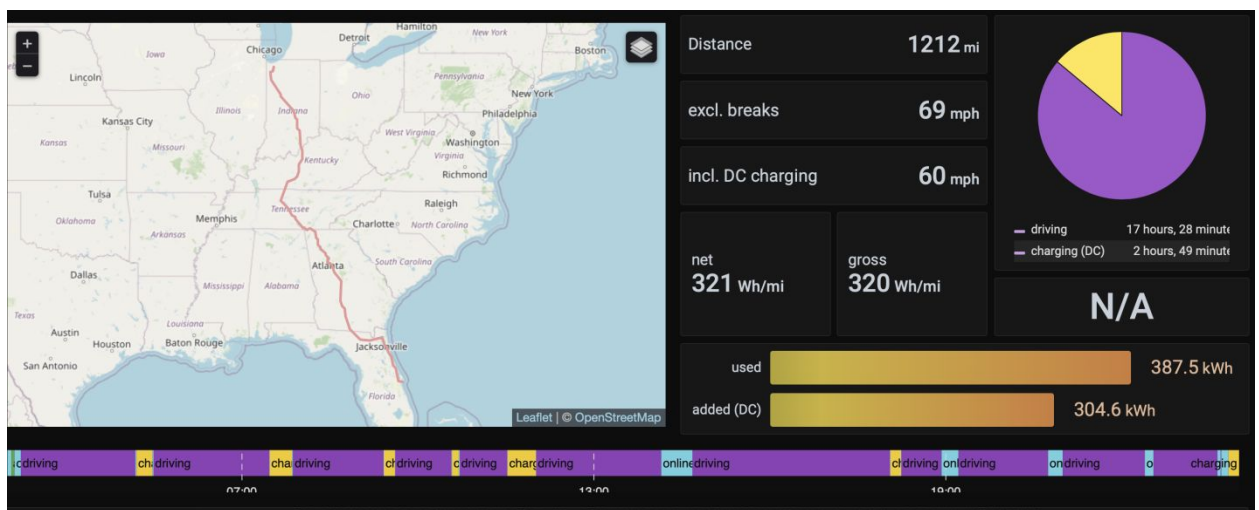 +
−
Hamilton
New York
Detroit
Chicago
Boston
Iowa
Lincoln
Pennsylvania
New York
Ohio
Illinois
Indiana
Philadelphia
Kansas City
West Virginia
Washington
Kansas
Missouri
Virginia
Kentucky
Richmond
Tulsa
Raleigh
Tennessee
Oklahoma
Memphis
Charlotte
North Carolina
Arkansas
Atlanta
South Carolina
Dallas
Mississippi
Alabama
Texas
Louisiana
Austin
Houston
Baton Rouge
Jacksonville
San Antonio
Florida
Leaflet | © OpenStreetMap
Distance 1212 mi
excl. breaks 69 mph
incl. DC charging 60 mph
net
321 Wh/mi
gross
320 Wh/mi
driving 17 hours, 28 minute
charging (DC) 2 hours, 49 minute
N/A
used 387.5 kWh
added (DC) 304.6 kWh
driving driving driving driving driving charg driving online driving driving onl driving on driving o charging
07:00 13:00 19:00